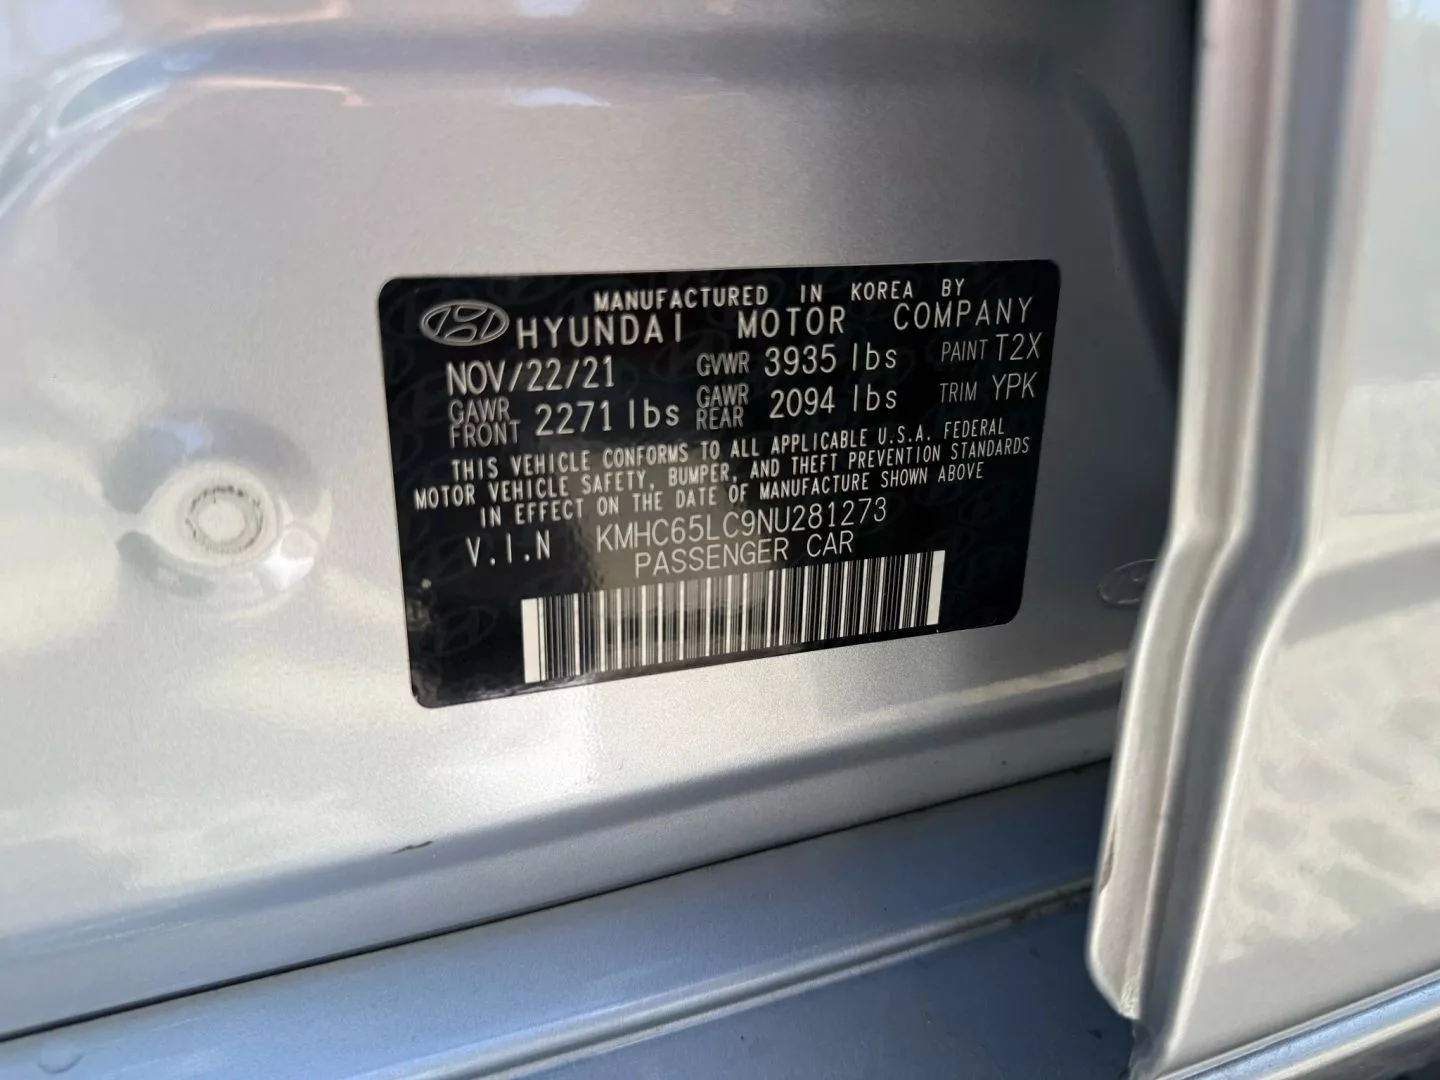 MANUFACTURED IN KOREA BY
HYUNDAI MOTOR COMPANY
NOV/22/21 GVWR 3935 lbs PAINT T2X
GAWR FRONT 2271 lbs GAWR REAR 2094 lbs TRIM YPK
THIS VEHICLE CONFORMS TO ALL APPLICABLE U.S.A. FEDERAL
MOTOR VEHICLE SAFETY, BUMPER, AND THEFT PREVENTION STANDARDS
IN EFFECT ON THE DATE OF MANUFACTURE SHOWN ABOVE
V.I.N KMHC65LC9NU281273
PASSENGER CAR